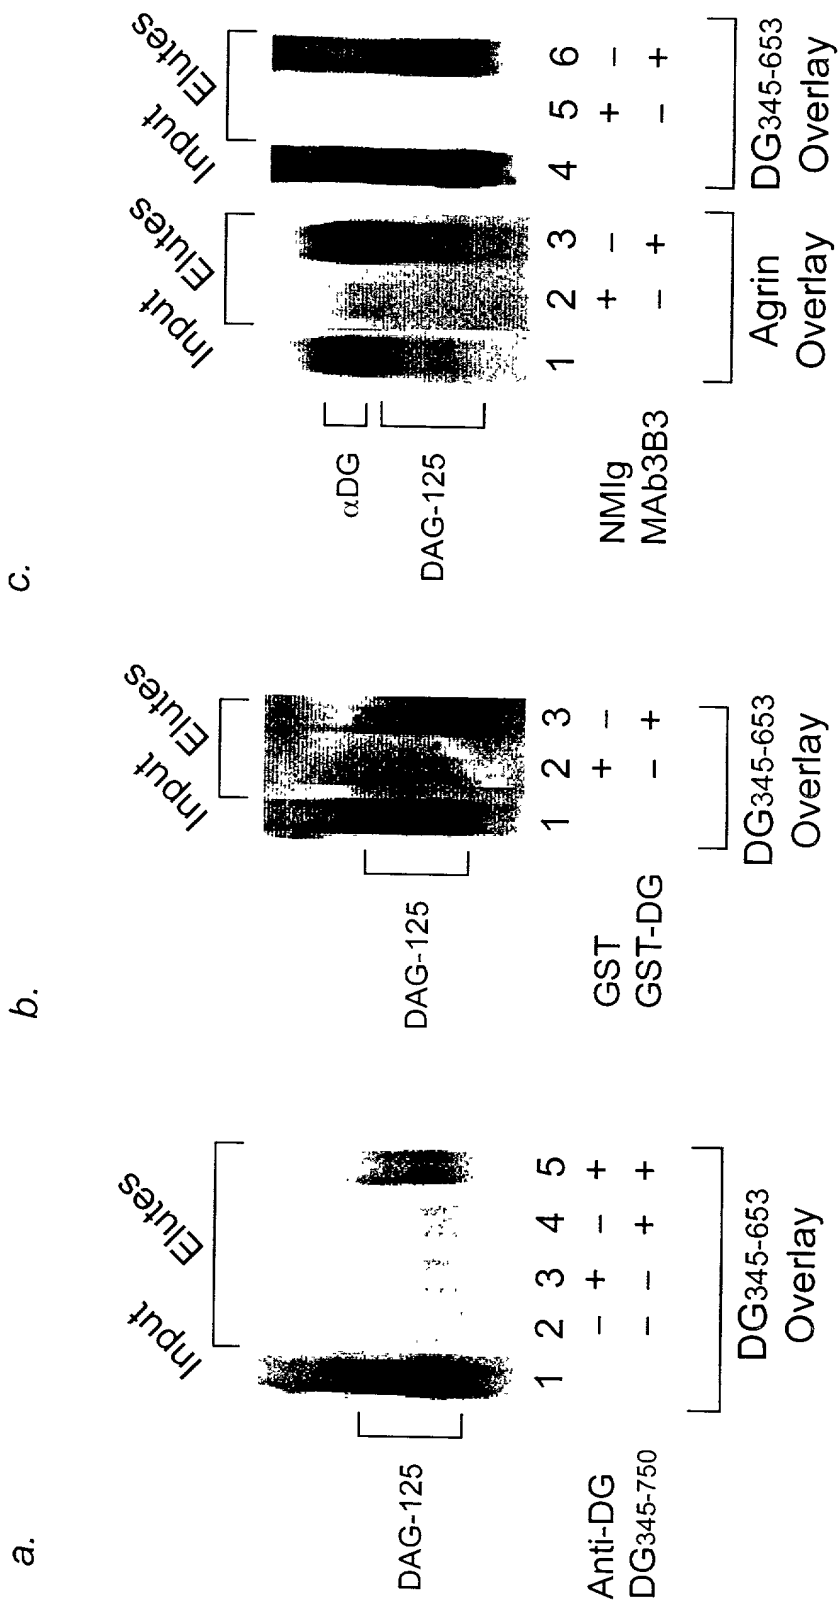 a.
Input Elutes
DAG-125
1 2 3 4 5
Anti-DG − + − + 
DG345-750 − − + +
DG345-653
Overlay
b.
Input Elutes
DAG-125
1 2 3
GST + −
GST-DG − +
DG345-653
Overlay
c.
Input Elutes Input Elutes
αDG
DAG-125
1 2 3 4 5 6
NMIg + − + −
MAb3B3 − + − +
Agrin DG345-653
Overlay Overlay